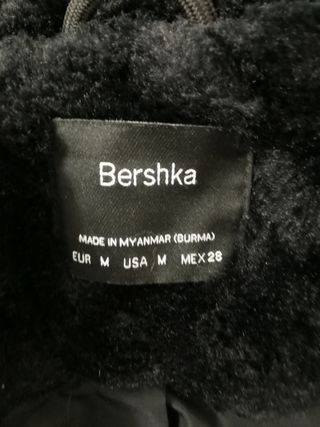 Bershka
MADE IN MYANMAR (BURMA)
EUR M USA M MEX 28